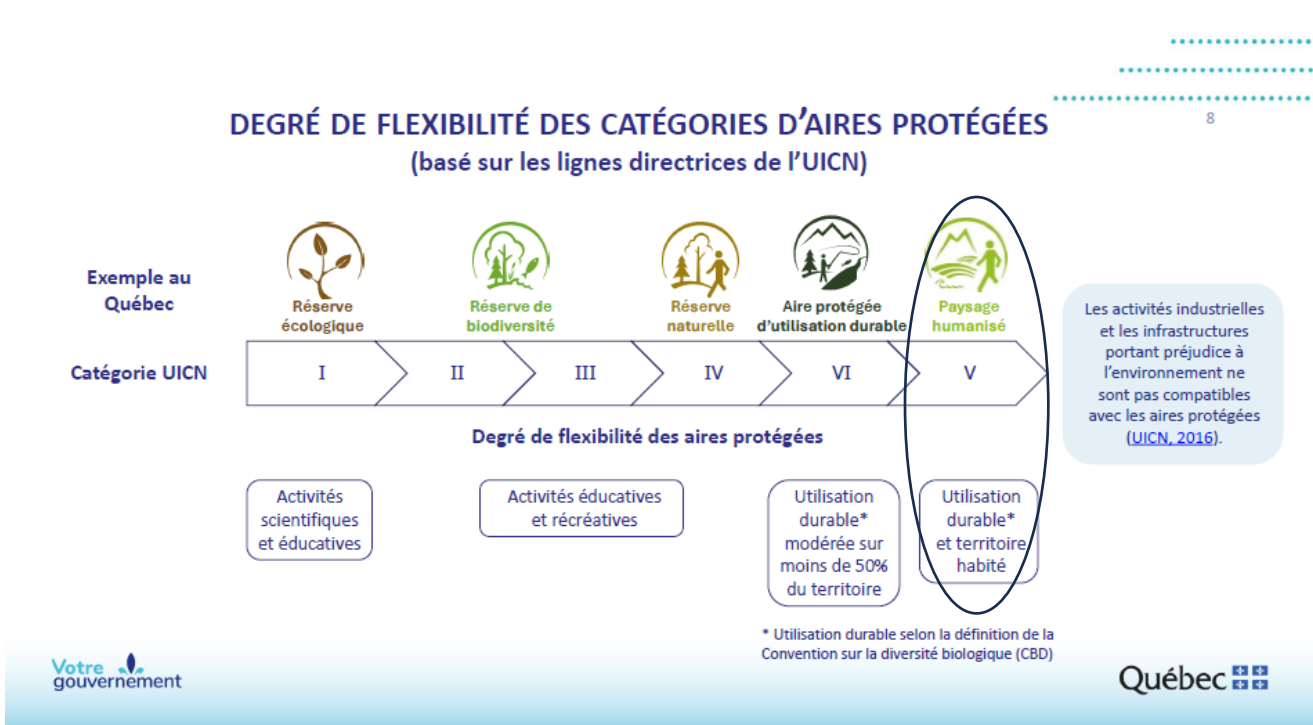 8
DEGRÉ DE FLEXIBILITÉ DES CATÉGORIES D'AIRES PROTÉGÉES
(basé sur les lignes directrices de l'UICN)
Exemple au
Québec
Réserve
écologique
Réserve de
biodiversité
Réserve
naturelle
Aire protégée
d'utilisation durable
Paysage
humanisé
Catégorie UICN
I
II
III
IV
VI
V
Les activités industrielles
et les infrastructures
portant préjudice à
l'environnement ne
sont pas compatibles
avec les aires protégées
(UICN, 2016).
Degré de flexibilité des aires protégées
Activités
scientifiques
et éducatives
Activités éducatives
et récréatives
Utilisation
durable*
modérée sur
moins de 50%
du territoire
Utilisation
durable*
et territoire
habité
* Utilisation durable selon la définition de la
Convention sur la diversité biologique (CBD)
Votre
gouvernement
Québec